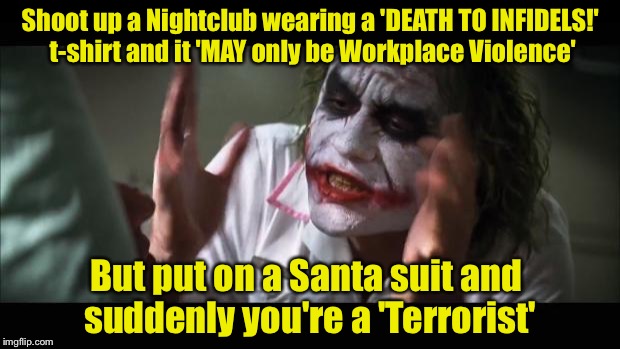 Shoot up a Nightclub wearing a 'DEATH TO INFIDELS!'
t-shirt and it 'MAY only be Workplace Violence'
But put on a Santa suit and
suddenly you're a 'Terrorist'
imgflip.com